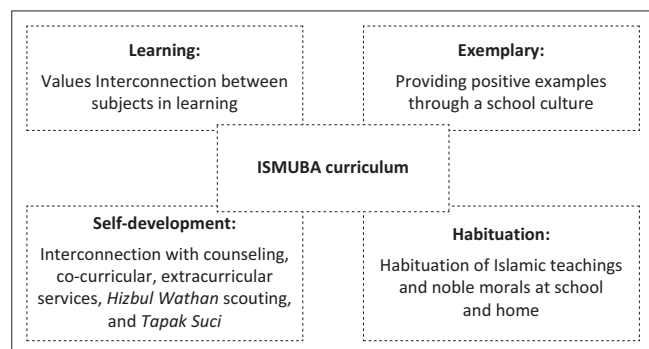 Learning:
Values Interconnection between
subjects in learning
Exemplary:
Providing positive examples
through a school culture
ISMUBA curriculum
Self-development:
Interconnection with counseling,
co-curricular, extracurricular
services, Hizbul Wathan scouting,
and Tapak Suci
Habituation:
Habituation of Islamic teachings
and noble morals at school
and home